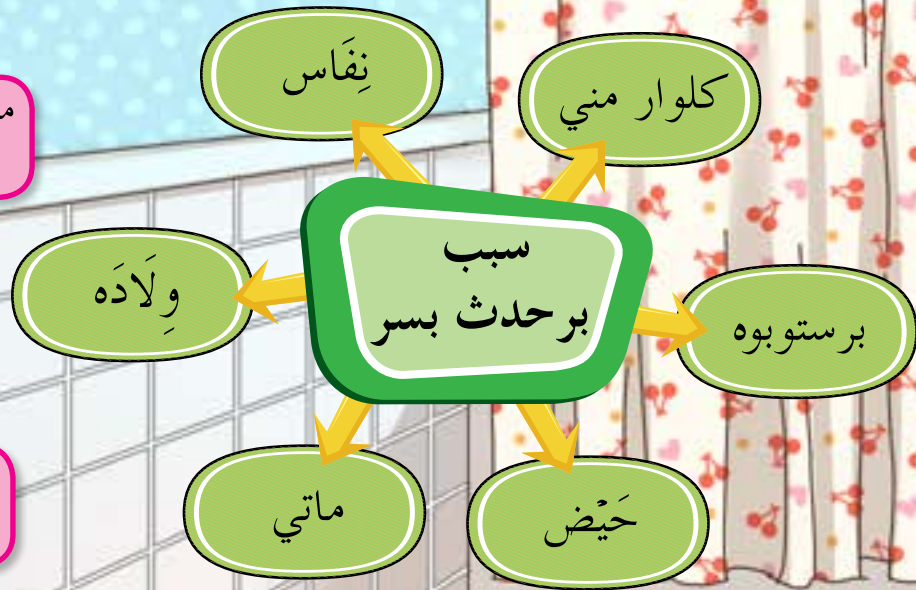 سبب
برحدث بسر
كلوار مني
برستوبوه
حَيْض
ماتي
وِلَادَه
نِفَاس